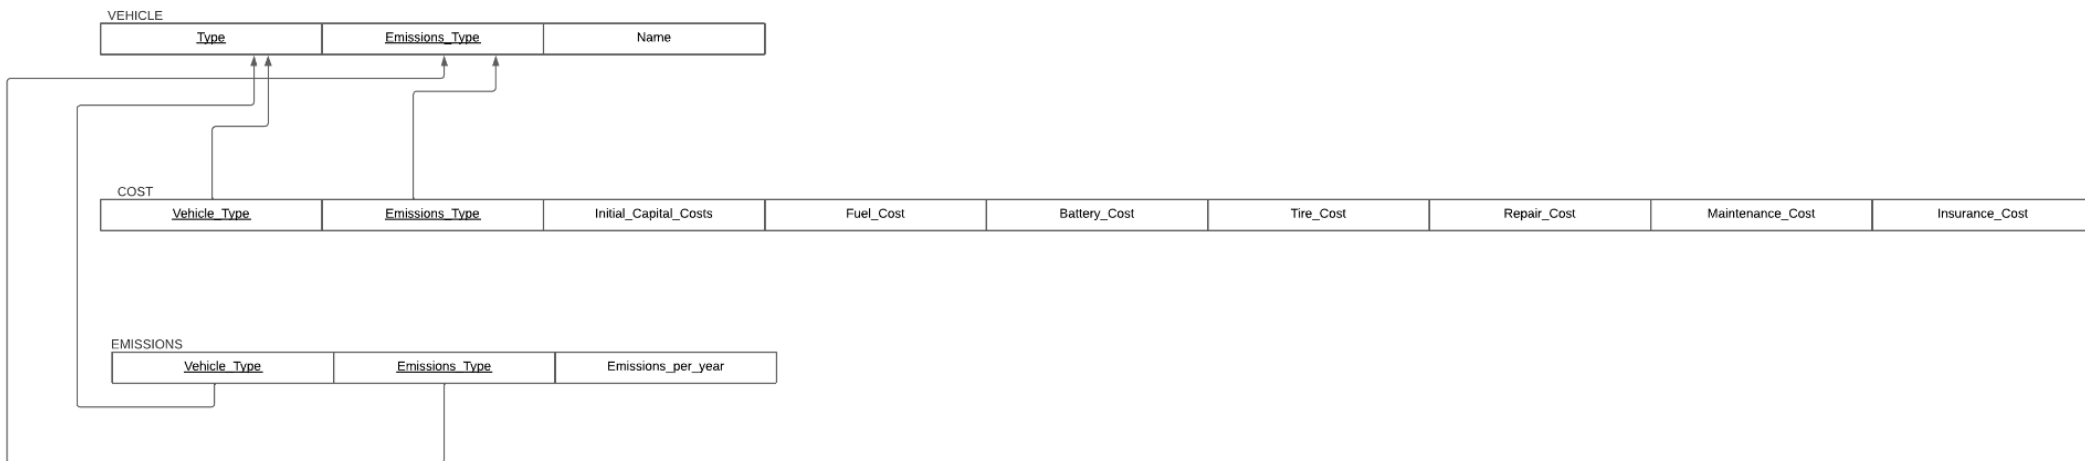 VEHICLE
Type Emissions_Type Name
COST
Vehicle_Type Emissions_Type Initial_Capital_Costs Fuel_Cost Battery_Cost Tire_Cost Repair_Cost Maintenance_Cost Insurance_Cost
EMISSIONS
Vehicle_Type Emissions_Type Emissions_per_year